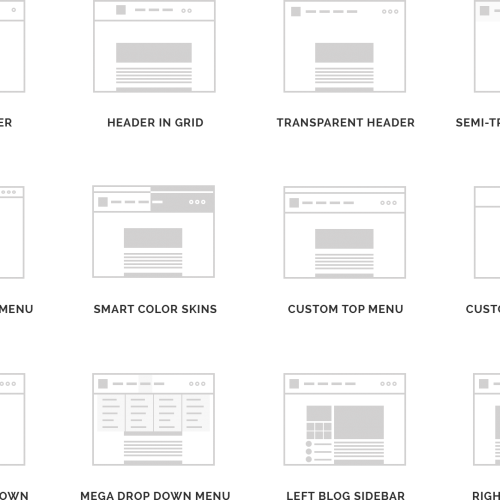 ER HEADER IN GRID TRANSPARENT HEADER SEMI-TR
MENU SMART COLOR SKINS CUSTOM TOP MENU CUSTO
OWN MEGA DROP DOWN MENU LEFT BLOG SIDEBAR RIGH